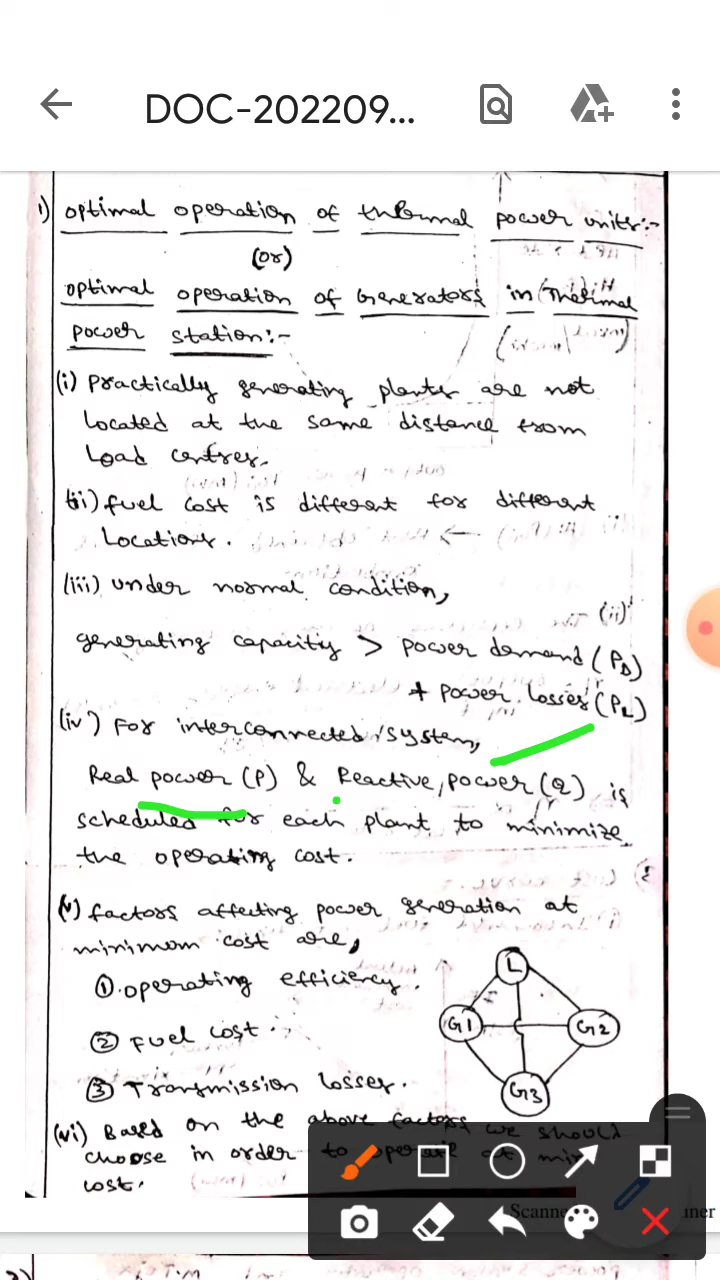 DOC-202209...
1) optimal operation of thermal power units:-
(or)
optimal operation of Generators in Thermal
power station:-
(i) practically generating plants are not
located at the same distance from
load centres.
(ii) fuel cost is different for different
locations.
(iii) under normal condition,
generating capacity > power demand (PD)
+ power losses (PL)
(iv) For interconnected system,
Real power (P) & Reactive power (Q) is
scheduled for each plant to minimize
the operating cost.
(v) factors affecting power generation at
minimum cost are,
① operating efficiency.
② Fuel cost.
③ Transmission losses.
L
G1 G2
G3
(vi) Based on the above factors we should
choose in order to operate at min
cost.
Scanne
nner